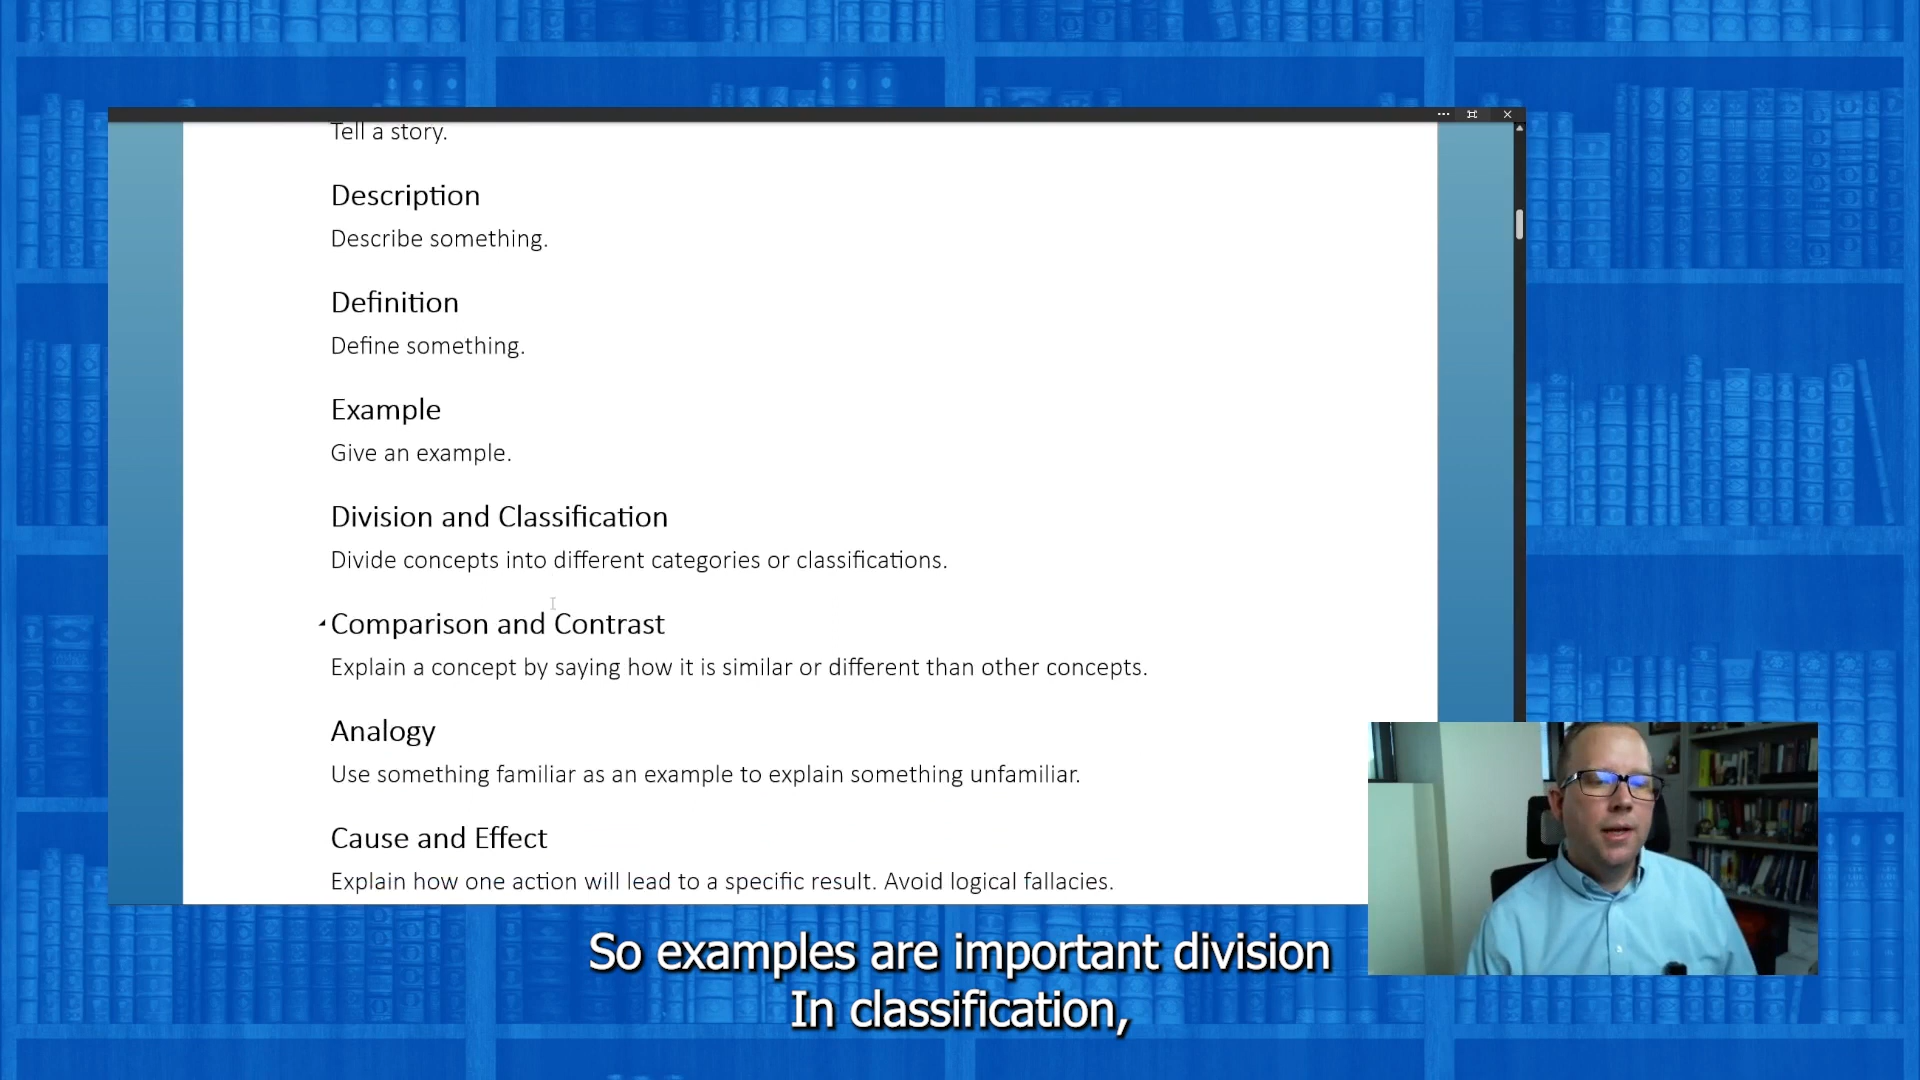 Tell a story.
Description
Describe something.
Definition
Define something.
Example
Give an example.
Division and Classification
Divide concepts into different categories or classifications.
Comparison and Contrast
Explain a concept by saying how it is similar or different than other concepts.
Analogy
Use something familiar as an example to explain something unfamiliar.
Cause and Effect
Explain how one action will lead to a specific result. Avoid logical fallacies.
So examples are important division
In classification,